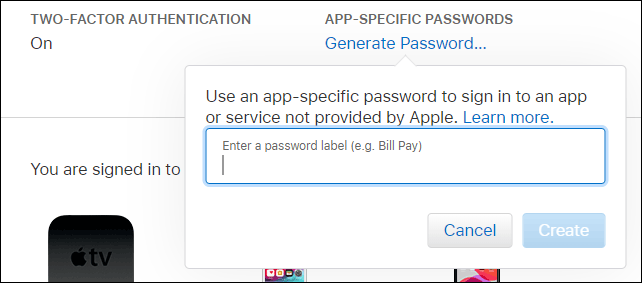 TWO-FACTOR AUTHENTICATION
On
APP-SPECIFIC PASSWORDS
Generate Password...
Use an app-specific password to sign in to an app
or service not provided by Apple. Learn more.
Enter a password label (e.g. Bill Pay)
Cancel
Create
You are signed in to
tv